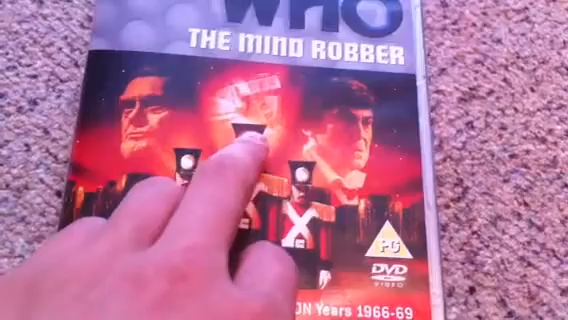 WHO
THE MIND ROBBER
PG
DVD
VIDEO
ON Years 1966-69